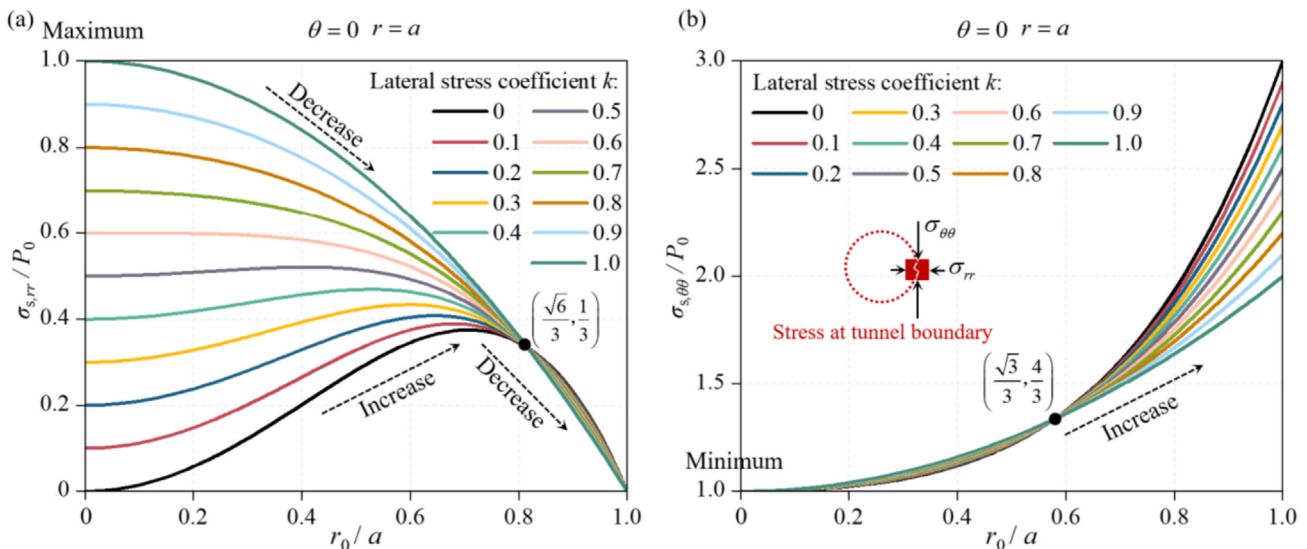 (a)
Maximum
θ = 0 r = a
Lateral stress coefficient k:
0 0.5
0.1 0.6
0.2 0.7
0.3 0.8
0.4 0.9
1.0
Decrease
Increase
Decrease
(√6/3, 1/3)
1.0
0.8
0.6
0.4
0.2
0
σs,rr / P0
0 0.2 0.4 0.6 0.8 1.0
r0 / a
(b)
θ = 0 r = a
Lateral stress coefficient k:
0 0.3 0.6 0.9
0.1 0.4 0.7 1.0
0.2 0.5 0.8
σθθ
σrr
Stress at tunnel boundary
(√3/3, 4/3)
Increase
Minimum
3.0
2.5
2.0
1.5
1.0
σs,θθ / P0
0 0.2 0.4 0.6 0.8 1.0
r0 / a